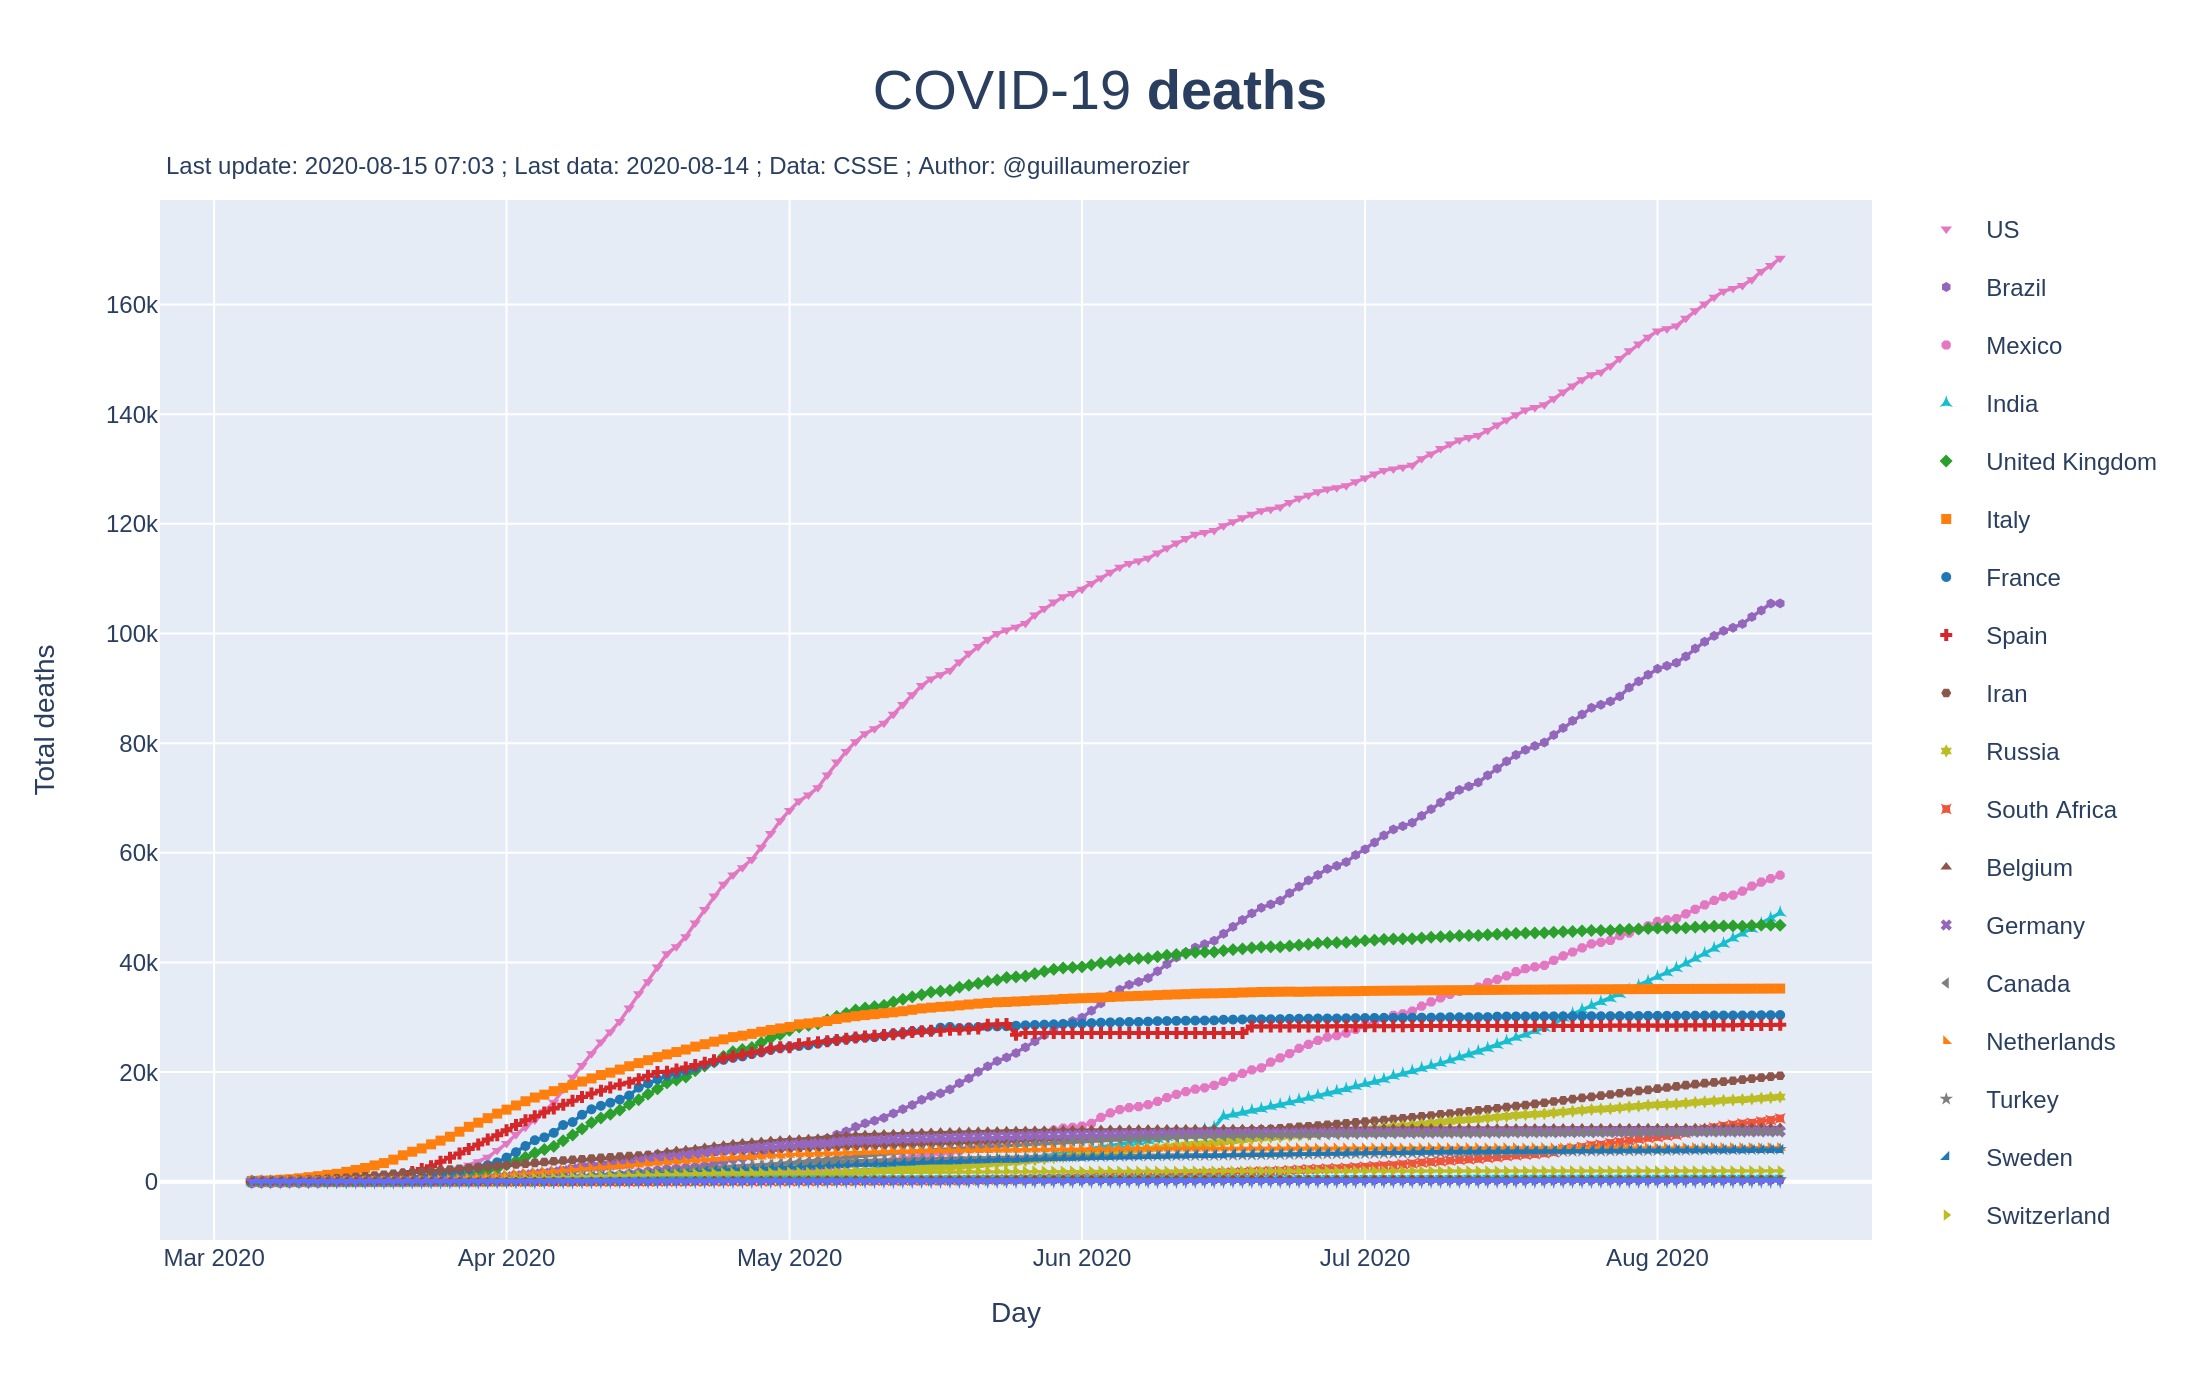 COVID-19 deaths
Last update: 2020-08-15 07:03 ; Last data: 2020-08-14 ; Data: CSSE ; Author: @guillaumerozier
160k
140k
120k
100k
80k
60k
40k
20k
0
Total deaths
Mar 2020
Apr 2020
May 2020
Jun 2020
Jul 2020
Aug 2020
Day
US
Brazil
Mexico
India
United Kingdom
Italy
France
Spain
Iran
Russia
South Africa
Belgium
Germany
Canada
Netherlands
Turkey
Sweden
Switzerland